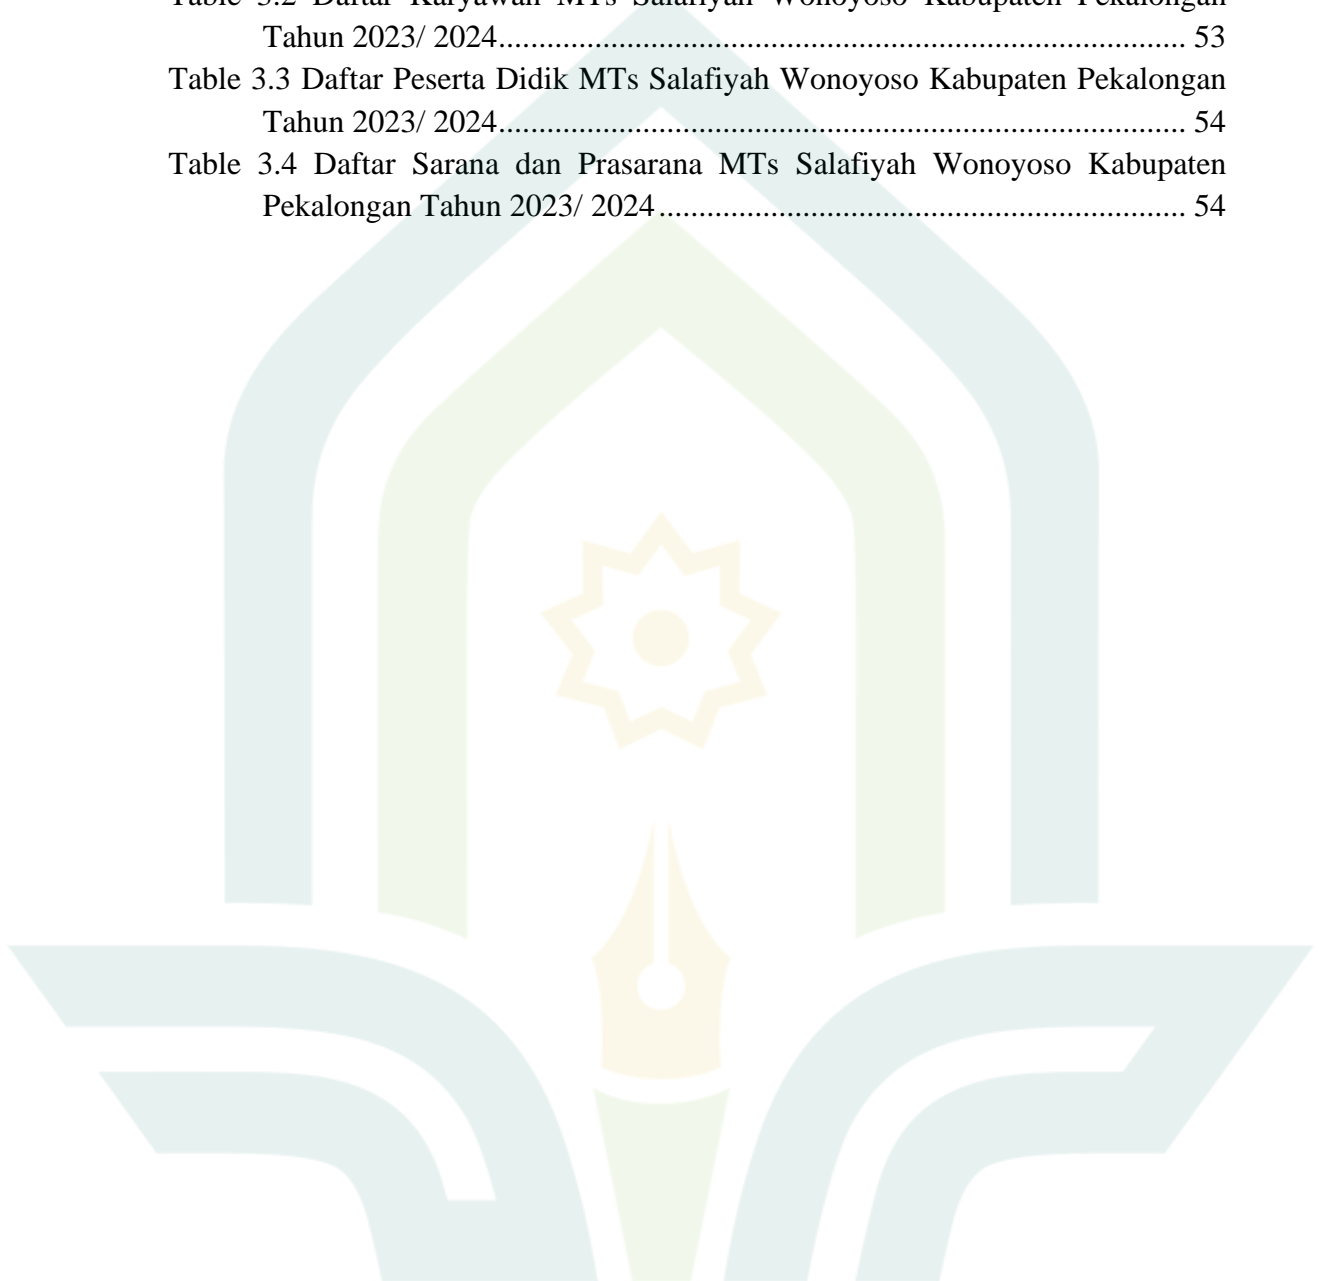 Table 3.2 Daftar Karyawan MTs Salafiyah Wonoyoso Kabupaten Pekalongan
Tahun 2023/ 2024...................................................................................... 53
Table 3.3 Daftar Peserta Didik MTs Salafiyah Wonoyoso Kabupaten Pekalongan
Tahun 2023/ 2024...................................................................................... 54
Table 3.4 Daftar Sarana dan Prasarana MTs Salafiyah Wonoyoso Kabupaten
Pekalongan Tahun 2023/ 2024.................................................................. 54